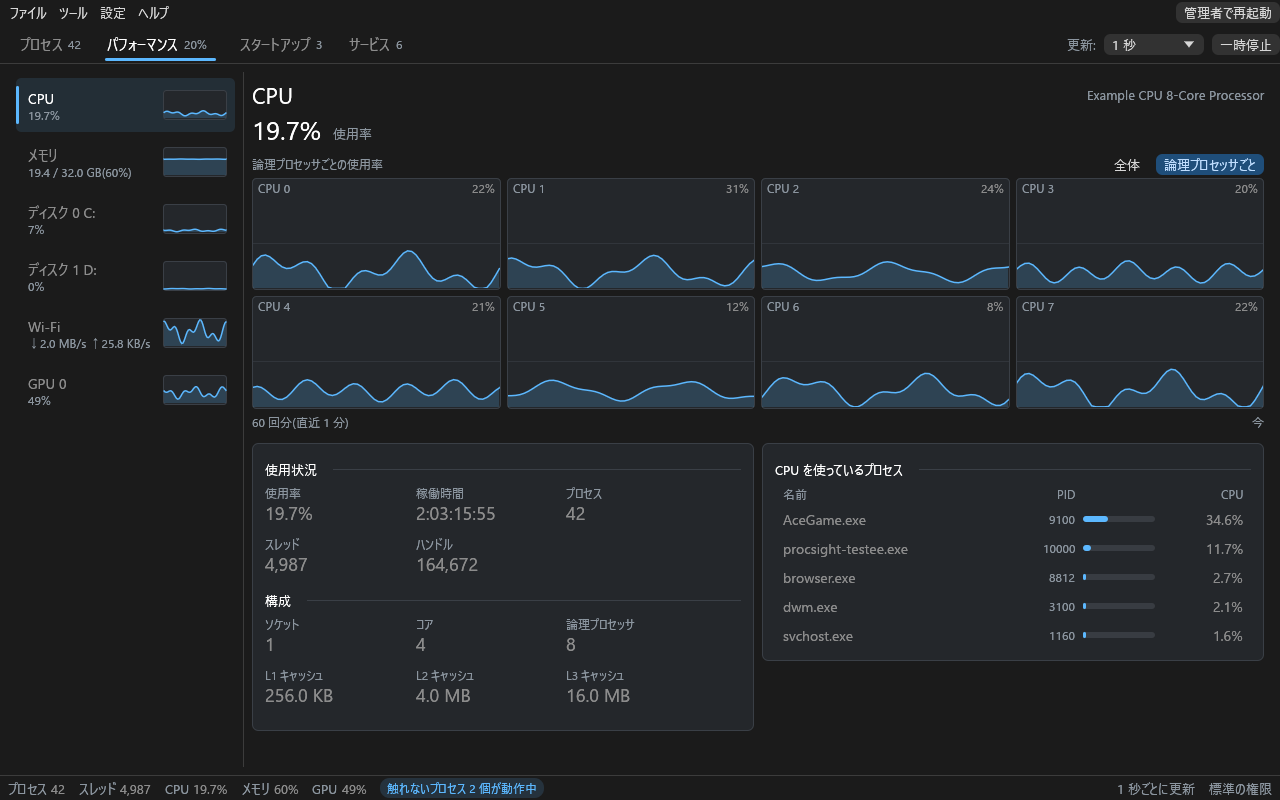 ファイル ツール 設定 ヘルプ 管理者で再起動
プロセス 42 パフォーマンス 20% スタートアップ 3 サービス 6 更新: 1 秒 一時停止
CPU
19.7%
メモリ
19.4 / 32.0 GB(60%)
ディスク 0 C:
7%
ディスク 1 D:
0%
Wi-Fi
↓2.0 MB/s ↑25.8 KB/s
GPU 0
49%
CPU Example CPU 8-Core Processor
19.7% 使用率
論理プロセッサごとの使用率 全体 論理プロセッサごと
CPU 0 22% CPU 1 31% CPU 2 24% CPU 3 20%
CPU 4 21% CPU 5 12% CPU 6 8% CPU 7 22%
60 回分(直近 1 分) 今
使用状況
使用率 稼働時間 プロセス
19.7% 2:03:15:55 42
スレッド ハンドル
4,987 164,672
構成
ソケット コア 論理プロセッサ
1 4 8
L1 キャッシュ L2 キャッシュ L3 キャッシュ
256.0 KB 4.0 MB 16.0 MB
CPU を使っているプロセス
名前 PID CPU
AceGame.exe 9100 34.6%
procsight-testee.exe 10000 11.7%
browser.exe 8812 2.7%
dwm.exe 3100 2.1%
svchost.exe 1160 1.6%
プロセス 42 スレッド 4,987 CPU 19.7% メモリ 60% GPU 49% 触れないプロセス 2 個が動作中 1 秒ごとに更新 標準の権限